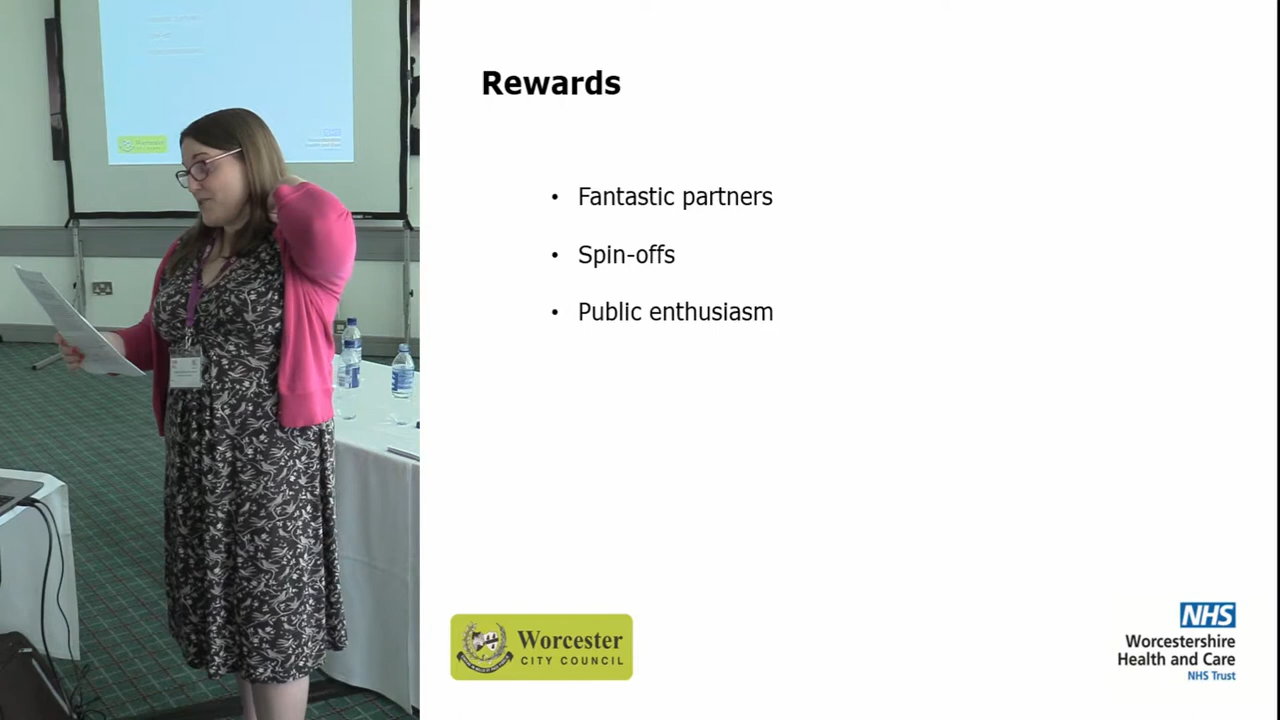 Rewards
• Fantastic partners
• Spin-offs
• Public enthusiasm
Worcester
CITY COUNCIL
NHS
Worcestershire
Health and Care
NHS Trust